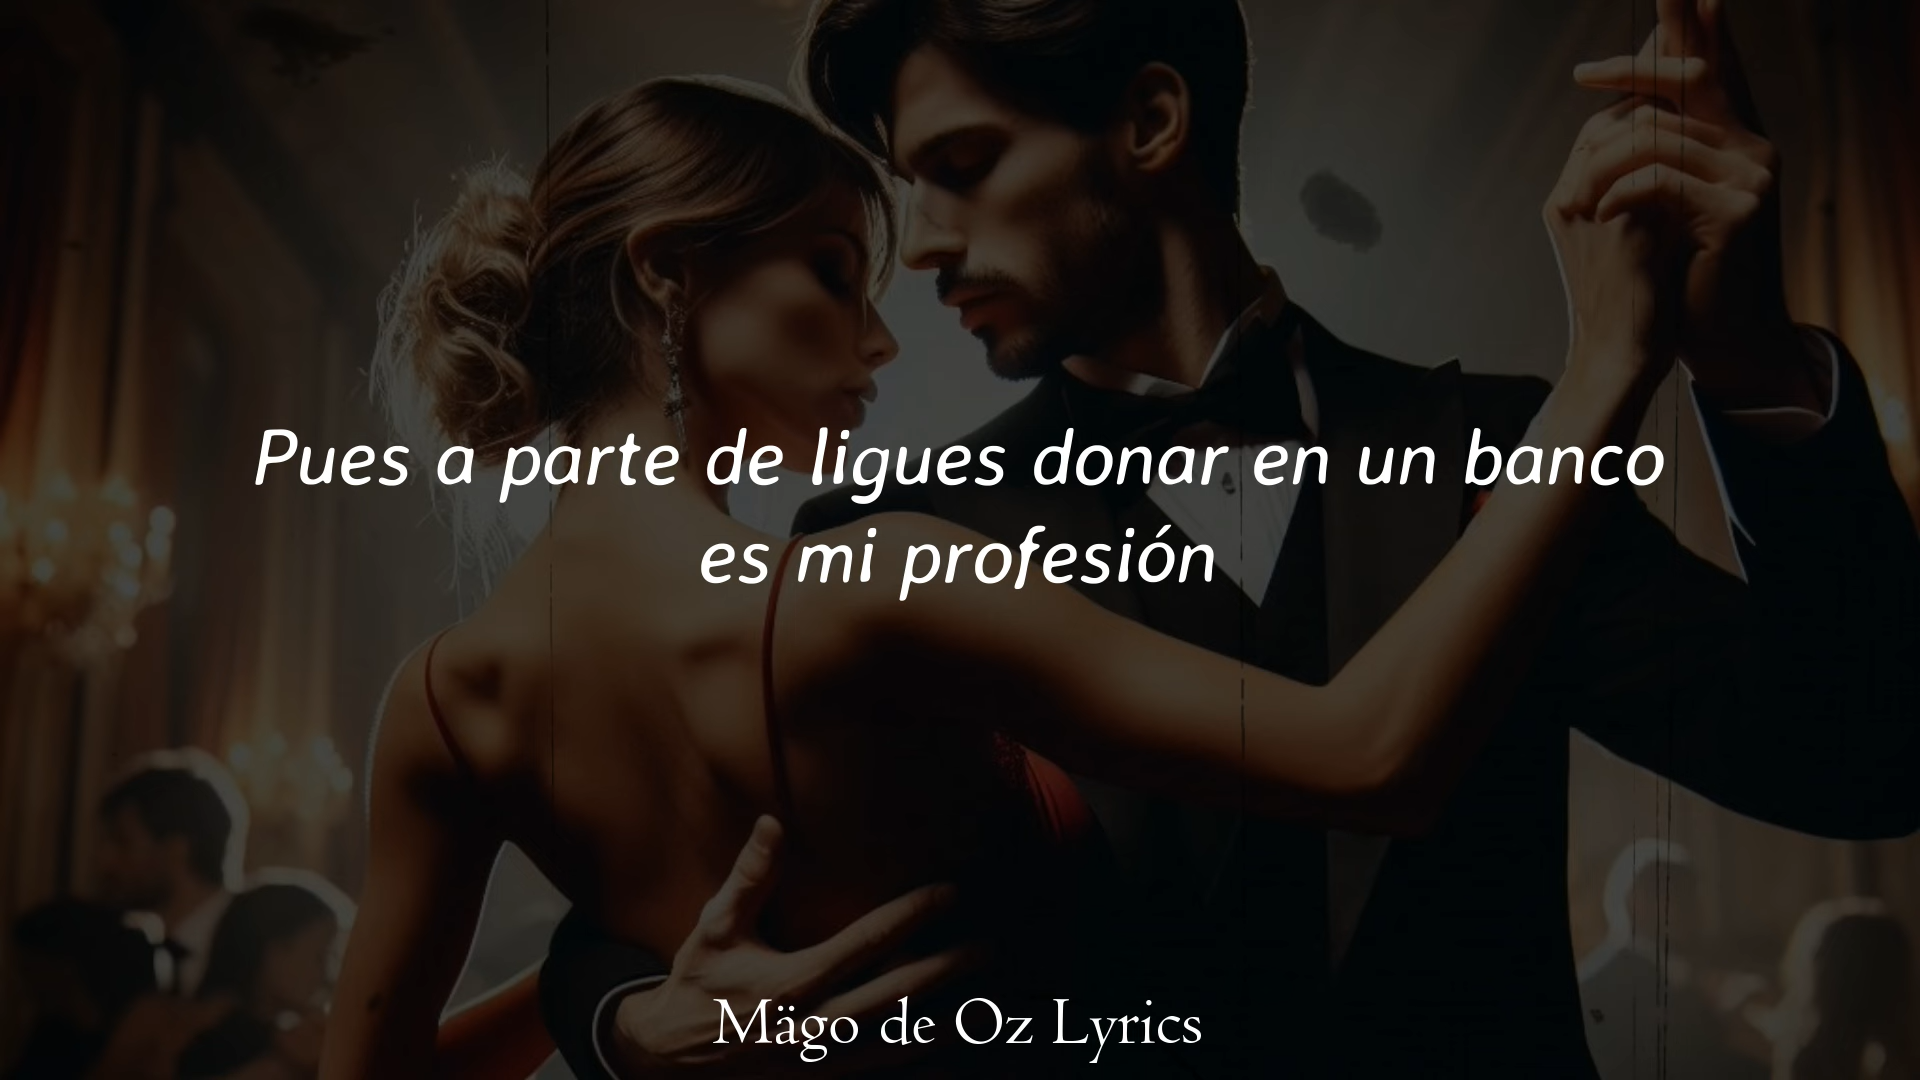 Pues a parte de ligues donar en un banco
es mi profesión
Mägo de Oz Lyrics